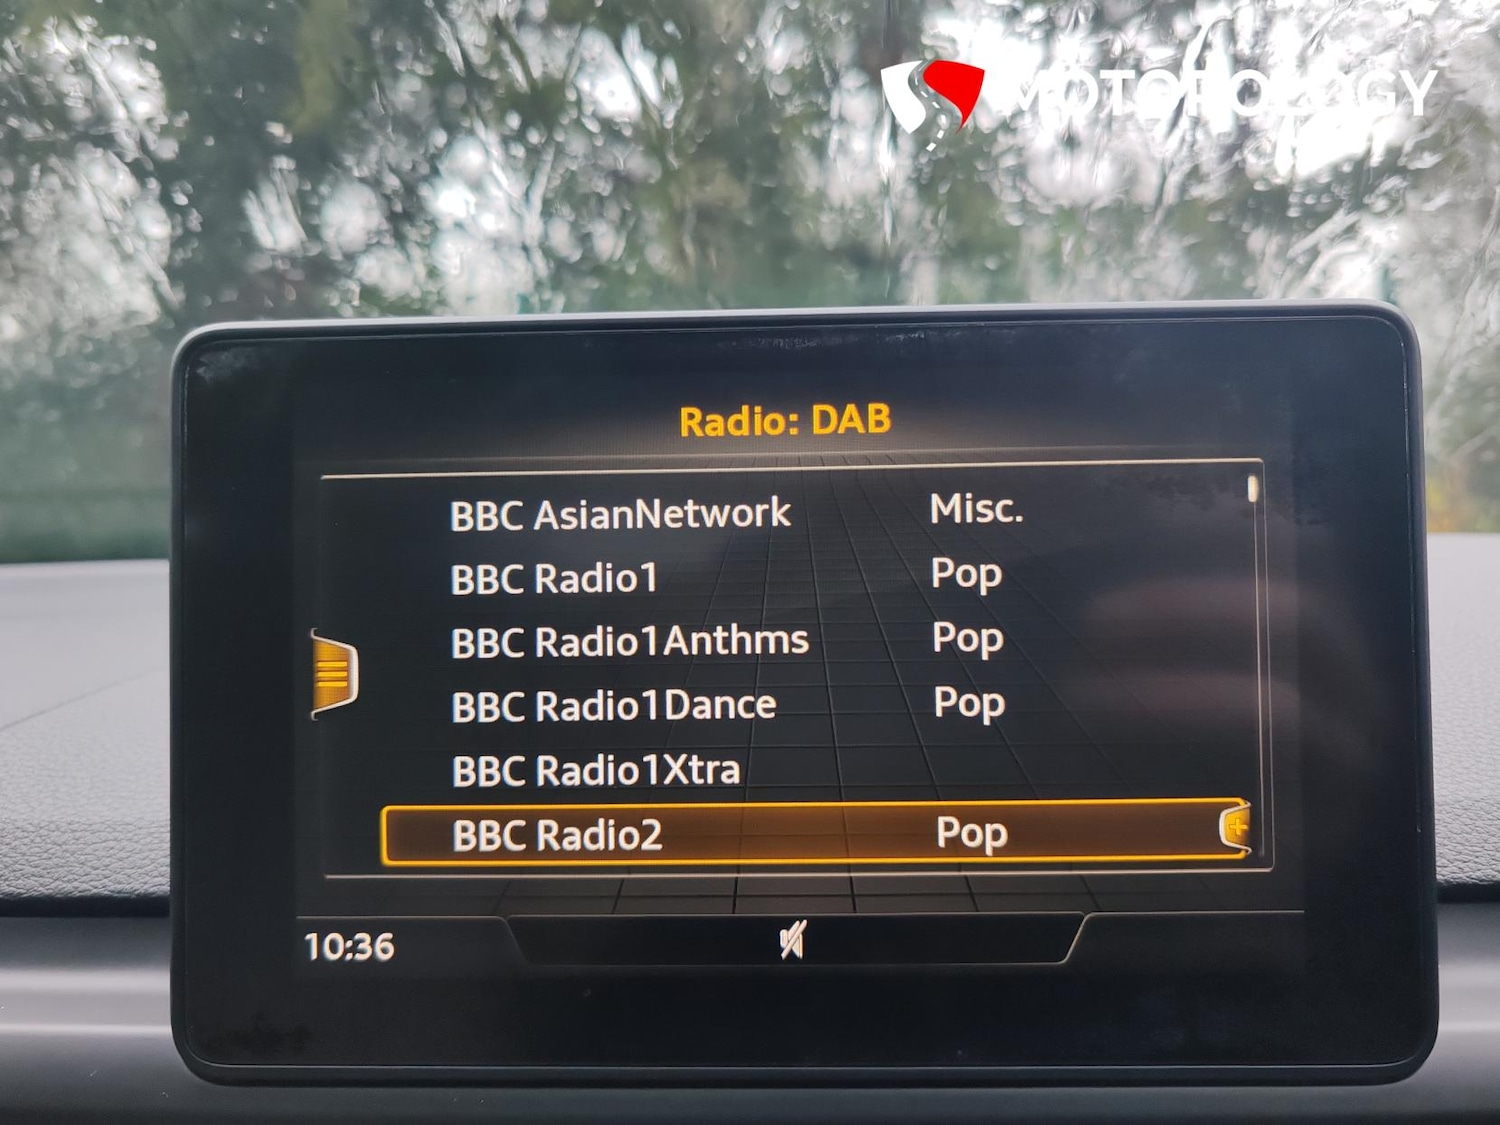 MOTOROLOGY
Radio: DAB
BBC AsianNetwork Misc.
BBC Radio1 Pop
BBC Radio1Anthms Pop
BBC Radio1Dance Pop
BBC Radio1Xtra
BBC Radio2 Pop
10:36